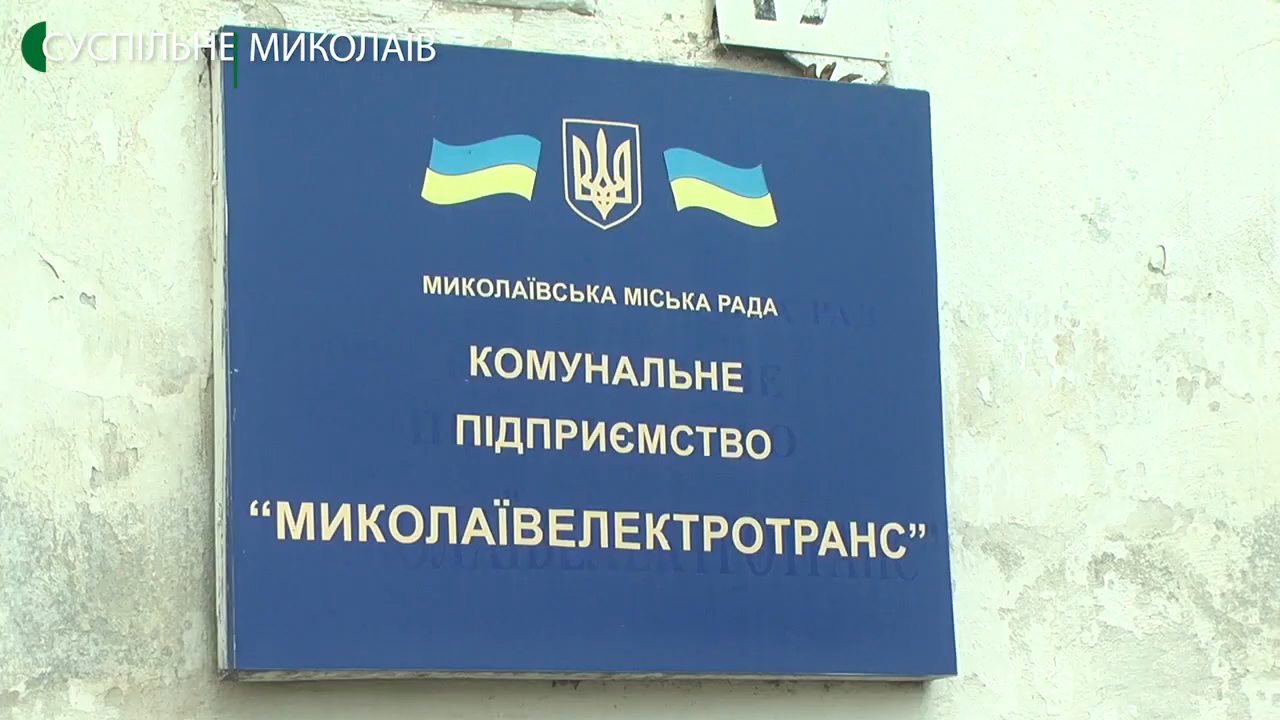 СУСПІЛЬНЕ МИКОЛАЇВ
МИКОЛАЇВСЬКА МІСЬКА РАДА
КОМУНАЛЬНЕ
ПІДПРИЄМСТВО
“МИКОЛАЇВЕЛЕКТРОТРАНС”